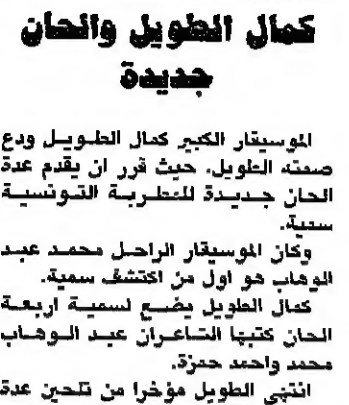 كمال الطويل والحان
جديدة
الموسيقار الكبير كمال الطويل ودع
صمته الطويل، حيث قرر ان يقدم عدة
الحان جديدة للمطربة التونسية
سمية.
وكان الموسيقار الراحل محمد عبد
الوهاب هو اول من اكتشف سمية.
كمال الطويل يضع لسمية اربعة
الحان كتبها الشاعران عبد الوهاب
محمد واحمد حمزة.
انتهى الطويل مؤخرا من تلحين عدة